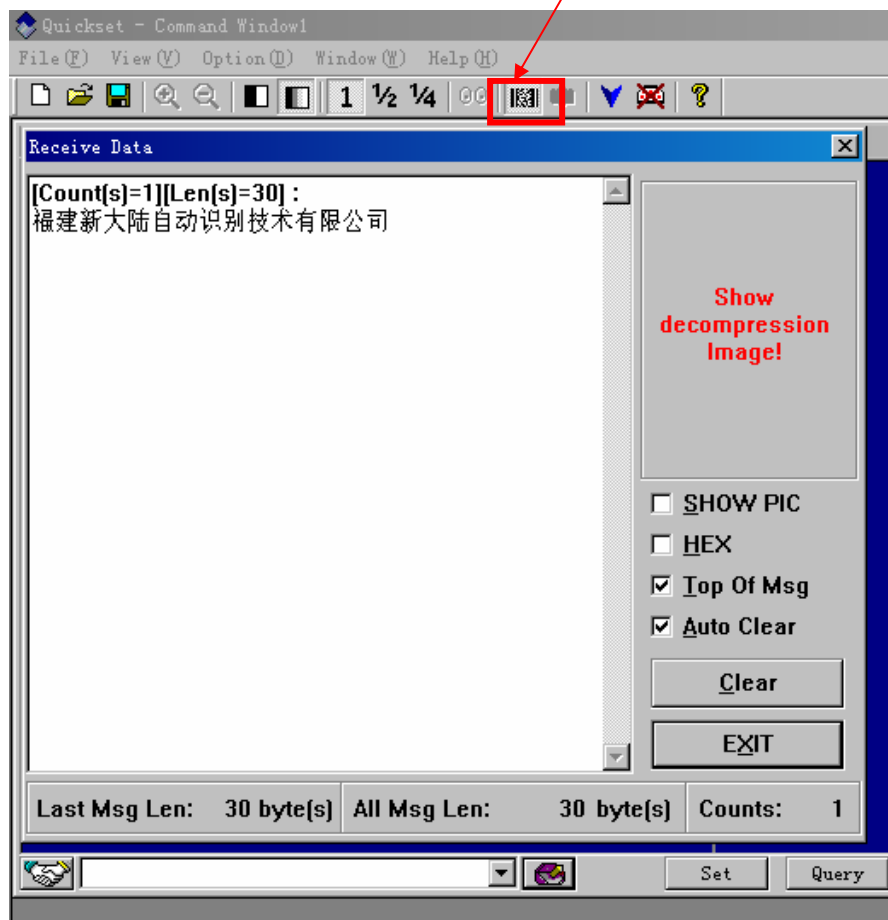 Quickset - Command Window1
File(F) View(V) Option(O) Window(W) Help(H)
1 1/2 1/4 00
Receive Data
[Count(s)=1][Len(s)=30] :
福建新大陆自动识别技术有限公司
Show
decompression
Image!
SHOW PIC
HEX
Top Of Msg
Auto Clear
Clear
EXIT
Last Msg Len: 30 byte(s) All Msg Len: 30 byte(s) Counts: 1
Set Query